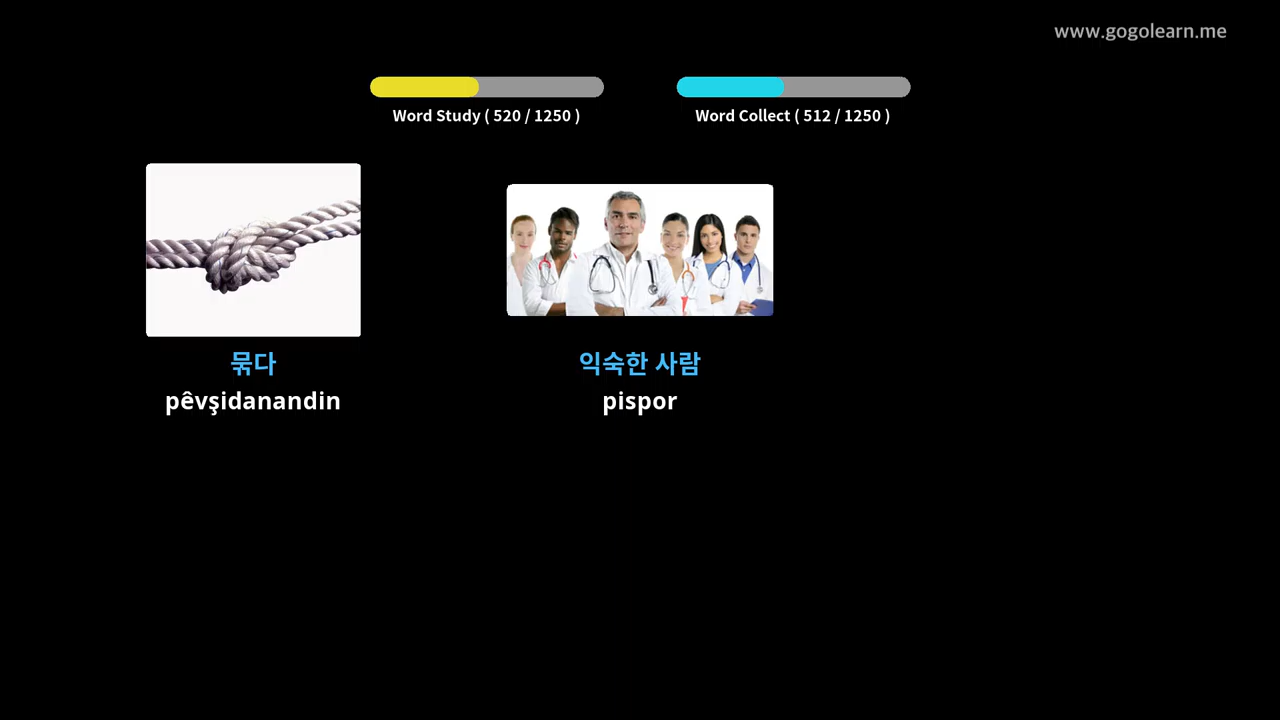 www.gogolearn.me
Word Study ( 520 / 1250 )
Word Collect ( 512 / 1250 )
묶다
pêvşidanandin
익숙한 사람
pispor